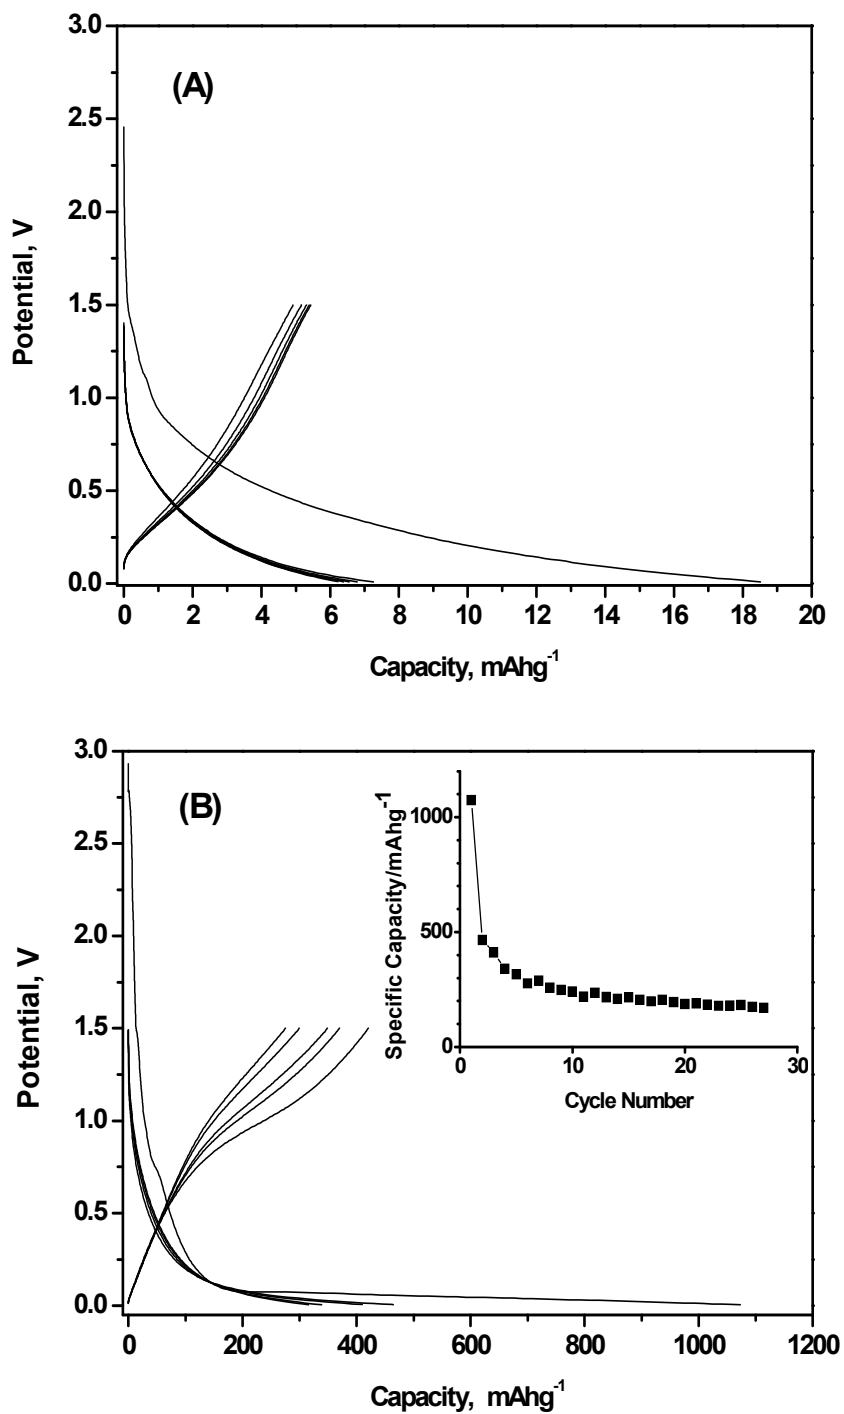 (A)
3.0
2.5
2.0
1.5
1.0
0.5
0.0
Potential, V
0 2 4 6 8 10 12 14 16 18 20
Capacity, mAhg-1
(B)
3.0
2.5
2.0
1.5
1.0
0.5
0.0
Potential, V
0 200 400 600 800 1000 1200
Capacity, mAhg-1
1000
500
0
Specific Capacity/mAhg-1
0 10 20 30
Cycle Number